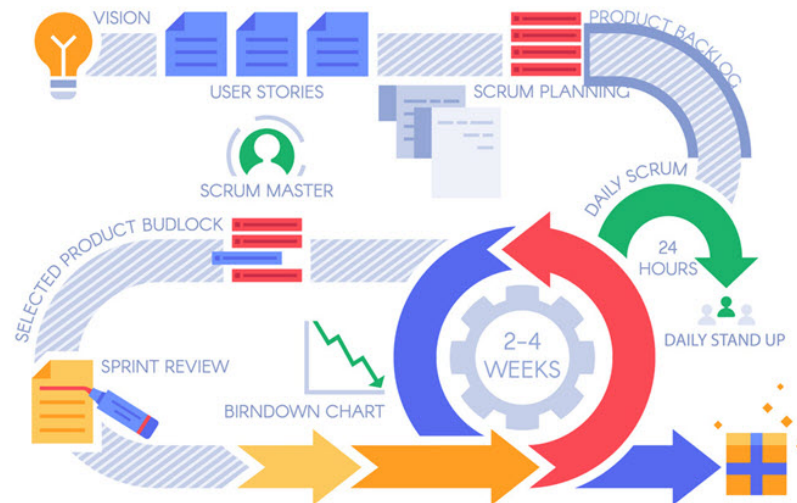 VISION
USER STORIES
SCRUM PLANNING
PRODUCT BACKLOG
SCRUM MASTER
DAILY SCRUM
24
HOURS
DAILY STAND UP
SELECTED PRODUCT BUDLOCK
2-4
WEEKS
SPRINT REVIEW
BIRNDOWN CHART